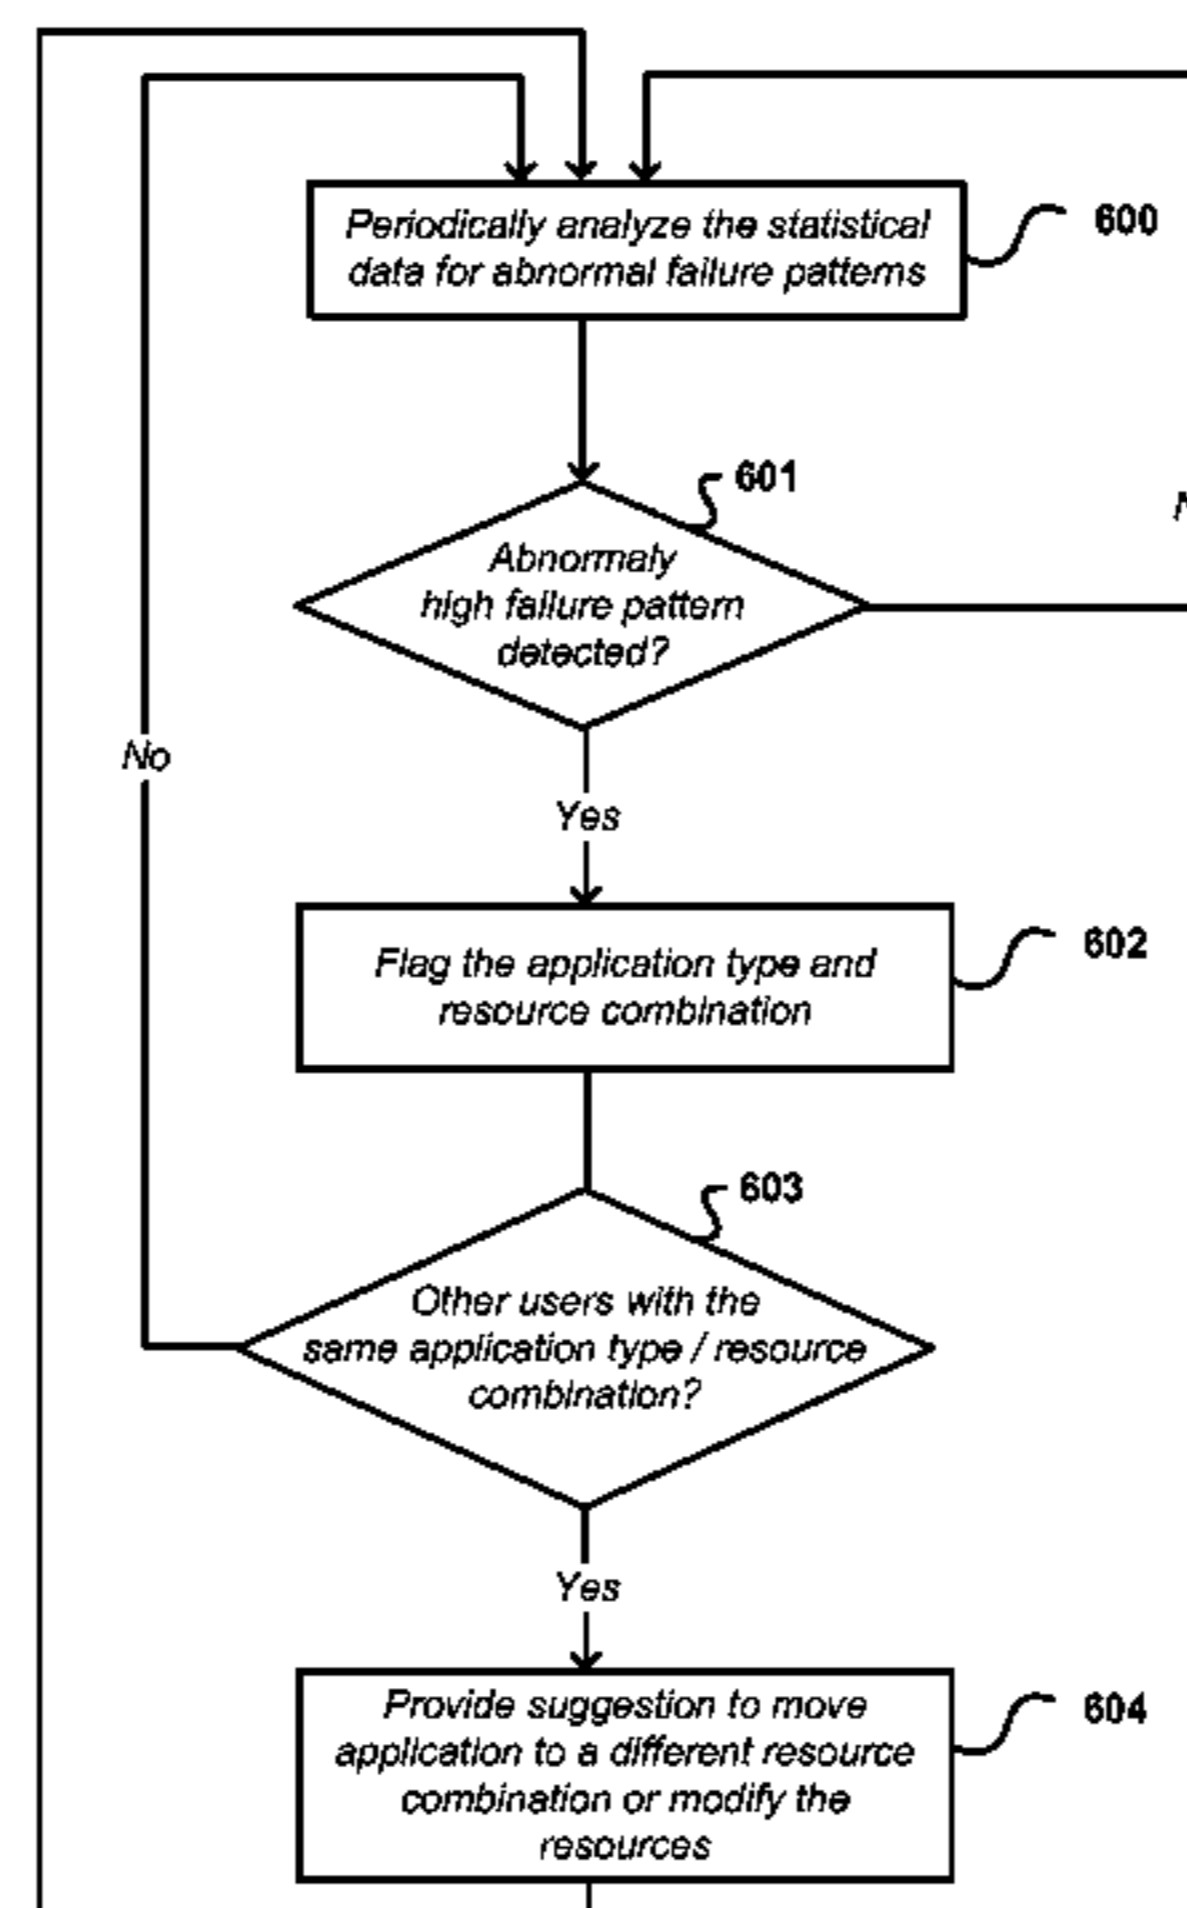 Periodically analyze the statistical
data for abnormal failure patterns
600
601
Abnormaly
high failure pattern
detected?
No
Yes
Flag the application type and
resource combination
602
603
Other users with the
same application type / resource
combination?
Yes
Provide suggestion to move
application to a different resource
combination or modify the
resources
604